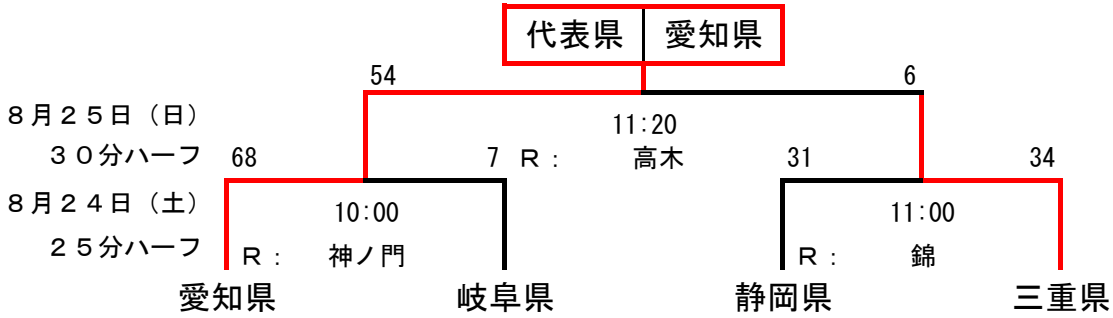 代表県 愛知県
54 6
8月25日（日） 11:20
30分ハーフ 68 7 R： 高木 31 34
8月24日（土） 10:00 11:00
25分ハーフ R： 神ノ門 R： 錦
愛知県 岐阜県 静岡県 三重県